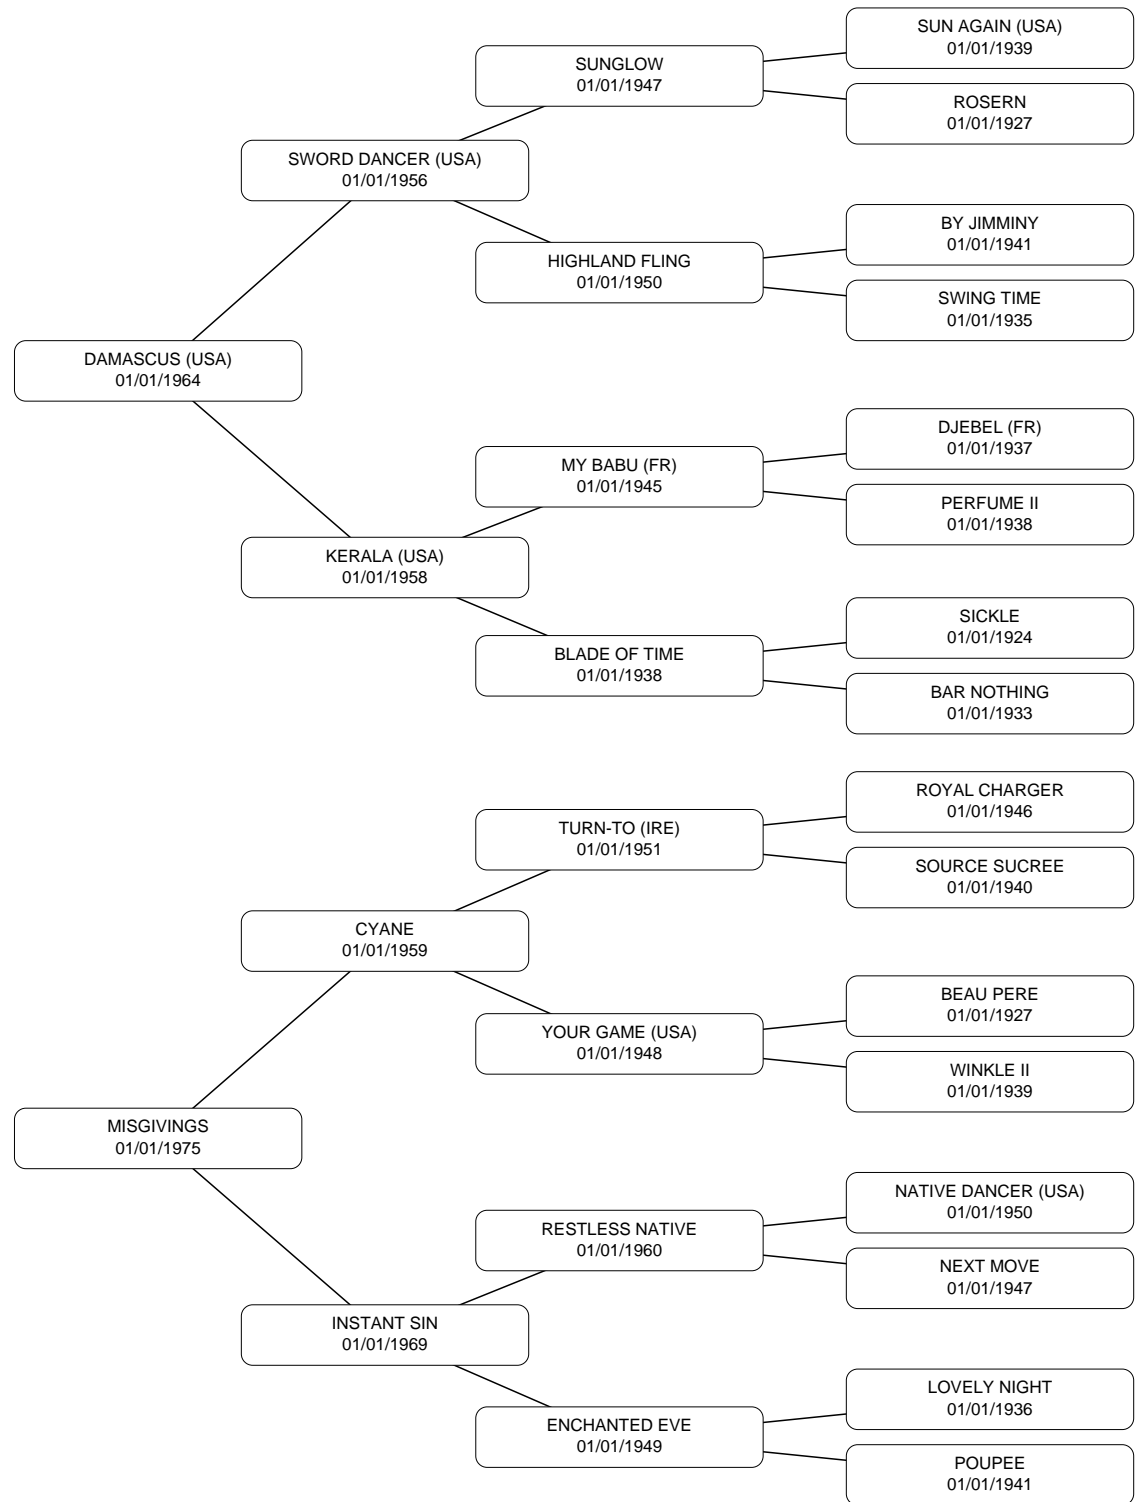 SUN AGAIN (USA)
01/01/1939
SUNGLOW
01/01/1947
ROSERN
01/01/1927
SWORD DANCER (USA)
01/01/1956
BY JIMMINY
01/01/1941
HIGHLAND FLING
01/01/1950
SWING TIME
01/01/1935
DAMASCUS (USA)
01/01/1964
DJEBEL (FR)
01/01/1937
MY BABU (FR)
01/01/1945
PERFUME II
01/01/1938
KERALA (USA)
01/01/1958
SICKLE
01/01/1924
BLADE OF TIME
01/01/1938
BAR NOTHING
01/01/1933
ROYAL CHARGER
01/01/1946
TURN-TO (IRE)
01/01/1951
SOURCE SUCREE
01/01/1940
CYANE
01/01/1959
BEAU PERE
01/01/1927
YOUR GAME (USA)
01/01/1948
WINKLE II
01/01/1939
MISGIVINGS
01/01/1975
NATIVE DANCER (USA)
01/01/1950
RESTLESS NATIVE
01/01/1960
NEXT MOVE
01/01/1947
INSTANT SIN
01/01/1969
LOVELY NIGHT
01/01/1936
ENCHANTED EVE
01/01/1949
POUPEE
01/01/1941